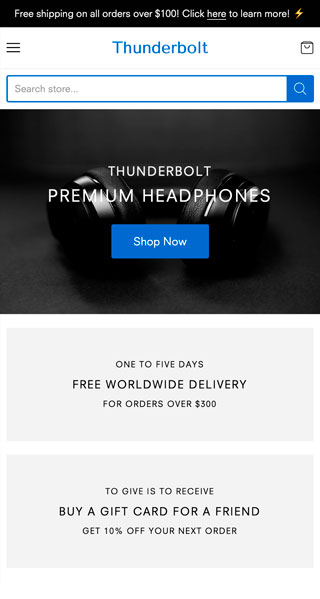 Free shipping on all orders over $100! Click here to learn more! ⚡
Thunderbolt
Search store...
THUNDERBOLT
PREMIUM HEADPHONES
Shop Now
ONE TO FIVE DAYS
FREE WORLDWIDE DELIVERY
FOR ORDERS OVER $300
TO GIVE IS TO RECEIVE
BUY A GIFT CARD FOR A FRIEND
GET 10% OFF YOUR NEXT ORDER